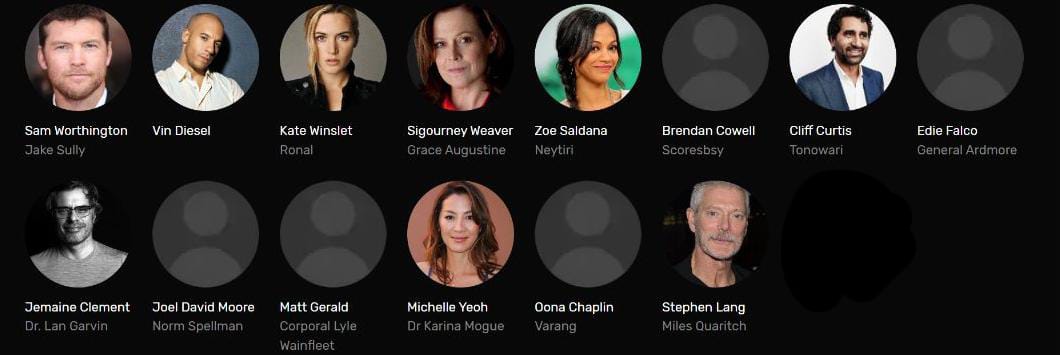 Sam Worthington
Jake Sully
Vin Diesel
Kate Winslet
Ronal
Sigourney Weaver
Grace Augustine
Zoe Saldana
Neytiri
Brendan Cowell
Scoresbsy
Cliff Curtis
Tonowari
Edie Falco
General Ardmore
Jemaine Clement
Dr. Lan Garvin
Joel David Moore
Norm Spellman
Matt Gerald
Corporal Lyle
Wainfleet
Michelle Yeoh
Dr Karina Mogue
Oona Chaplin
Varang
Stephen Lang
Miles Quaritch